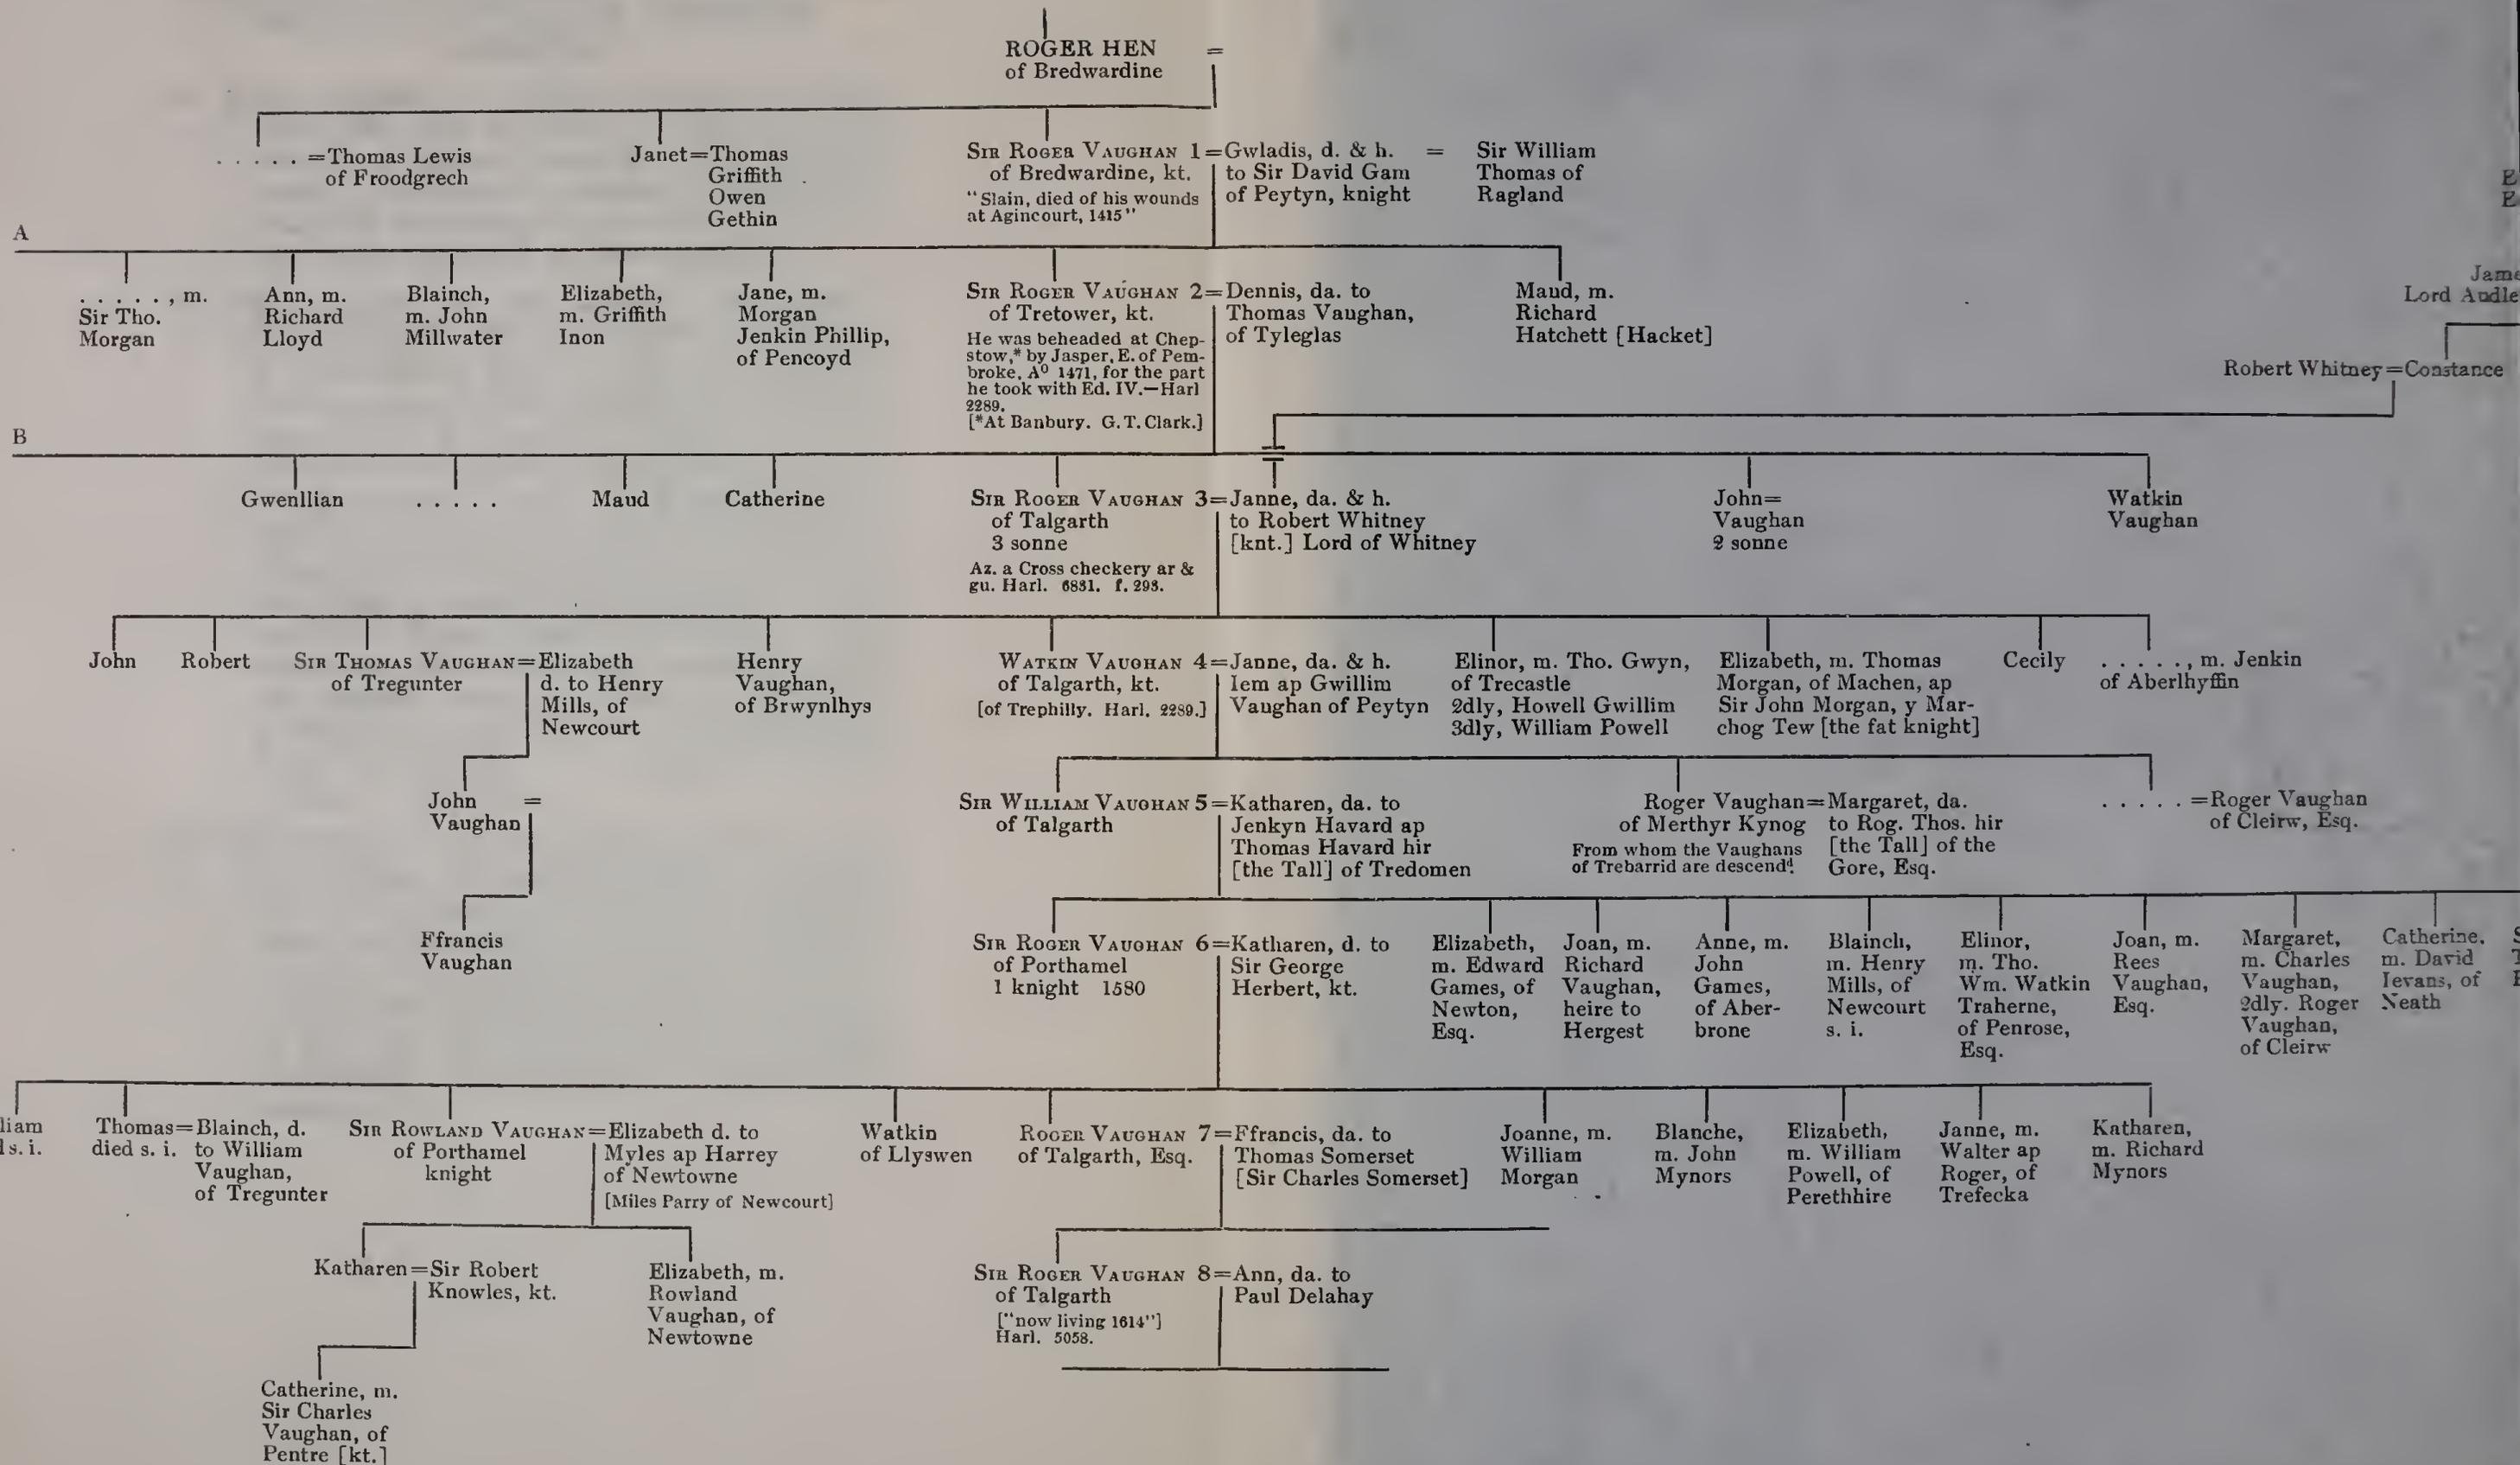 ROGER HEN =
of Bredwardine
. . . . . =Thomas Lewis
of Froodgrech
Janet=Thomas
Griffith
Owen
Gethin
SIR ROGER VAUGHAN 1=Gwladis, d. & h. = Sir William
of Bredwardine, kt. to Sir David Gam Thomas of
"Slain, died of his wounds of Peytyn, knight Ragland
at Agincourt, 1415"
A
. . . . . , m.
Sir Tho.
Morgan
Ann, m.
Richard
Lloyd
Blainch,
m. John
Millwater
Elizabeth,
m. Griffith
Inon
Jane, m.
Morgan
Jenkin Phillip,
of Pencoyd
SIR ROGER VAUGHAN 2=Dennis, da. to
of Tretower, kt. Thomas Vaughan,
of Tyleglas
He was beheaded at Chep-
stow,* by Jasper, E. of Pem-
broke, Aº 1471, for the part
he took with Ed. IV.—Harl
2289.
[*At Banbury. G. T. Clark.]
Maud, m.
Richard
Hatchett [Hacket]
Jame
Lord Audle
Robert Whitney=Constance
B
Gwenllian
. . . . .
Maud
Catherine
SIR ROGER VAUGHAN 3=Janne, da. & h.
of Talgarth to Robert Whitney
3 sonne [knt.] Lord of Whitney
Az. a Cross checkery ar &
gu. Harl. 6831. f. 293.
John=
Vaughan
2 sonne
Watkin
Vaughan
John
Robert
SIR THOMAS VAUGHAN=Elizabeth
of Tregunter d. to Henry
Mills, of
Newcourt
Henry
Vaughan,
of Brwynlhys
WATKIN VAUGHAN 4=Janne, da. & h.
of Talgarth, kt. Iem ap Gwillim
[of Trephilly. Harl. 2289.] Vaughan of Peytyn
Elinor, m. Tho. Gwyn,
of Trecastle
2dly, Howell Gwillim
3dly, William Powell
Elizabeth, m. Thomas
Morgan, of Machen, ap
Sir John Morgan, y Mar-
chog Tew [the fat knight]
Cecily
. . . . ., m. Jenkin
of Aberlhyffin
John =
Vaughan
SIR WILLIAM VAUGHAN 5=Katharen, da. to
of Talgarth Jenkyn Havard ap
Thomas Havard hir
[the Tall] of Tredomen
Roger Vaughan=Margaret, da.
of Merthyr Kynog to Rog. Thos. hir
From whom the Vaughans [the Tall] of the
of Trebarrid are descendd. Gore, Esq.
. . . . . =Roger Vaughan
of Cleirw, Esq.
Ffrancis
Vaughan
SIR ROGER VAUGHAN 6=Katharen, d. to
of Porthamel Sir George
1 knight 1580 Herbert, kt.
Elizabeth,
m. Edward
Games, of
Newton,
Esq.
Joan, m.
Richard
Vaughan,
heire to
Hergest
Anne, m.
John
Games,
of Aber-
brone
Blainch,
m. Henry
Mills, of
Newcourt
s. i.
Elinor,
m. Tho.
Wm. Watkin
Traherne,
of Penrose,
Esq.
Joan, m.
Rees
Vaughan,
Esq.
Margaret,
m. Charles
Vaughan,
2dly. Roger
Vaughan,
of Cleirw
Catherine.
m. David
Ievans, of
Neath
liam
s. i.
Thomas=Blainch, d.
died s. i. to William
Vaughan,
of Tregunter
SIR ROWLAND VAUGHAN=Elizabeth d. to
of Porthamel Myles ap Harrey
knight of Newtowne
[Miles Parry of Newcourt]
Watkin
of Llyswen
ROGER VAUGHAN 7=Ffrancis, da. to
of Talgarth, Esq. Thomas Somerset
[Sir Charles Somerset]
Joanne, m.
William
Morgan
Blanche,
m. John
Mynors
Elizabeth,
m. William
Powell, of
Perethhire
Janne, m.
Walter ap
Roger, of
Trefecka
Katharen,
m. Richard
Mynors
Katharen=Sir Robert
Knowles, kt.
Elizabeth, m.
Rowland
Vaughan, of
Newtowne
SIR ROGER VAUGHAN 8=Ann, da. to
of Talgarth Paul Delahay
["now living 1614"]
Harl. 5058.
Catherine, m.
Sir Charles
Vaughan, of
Pentre [kt.]